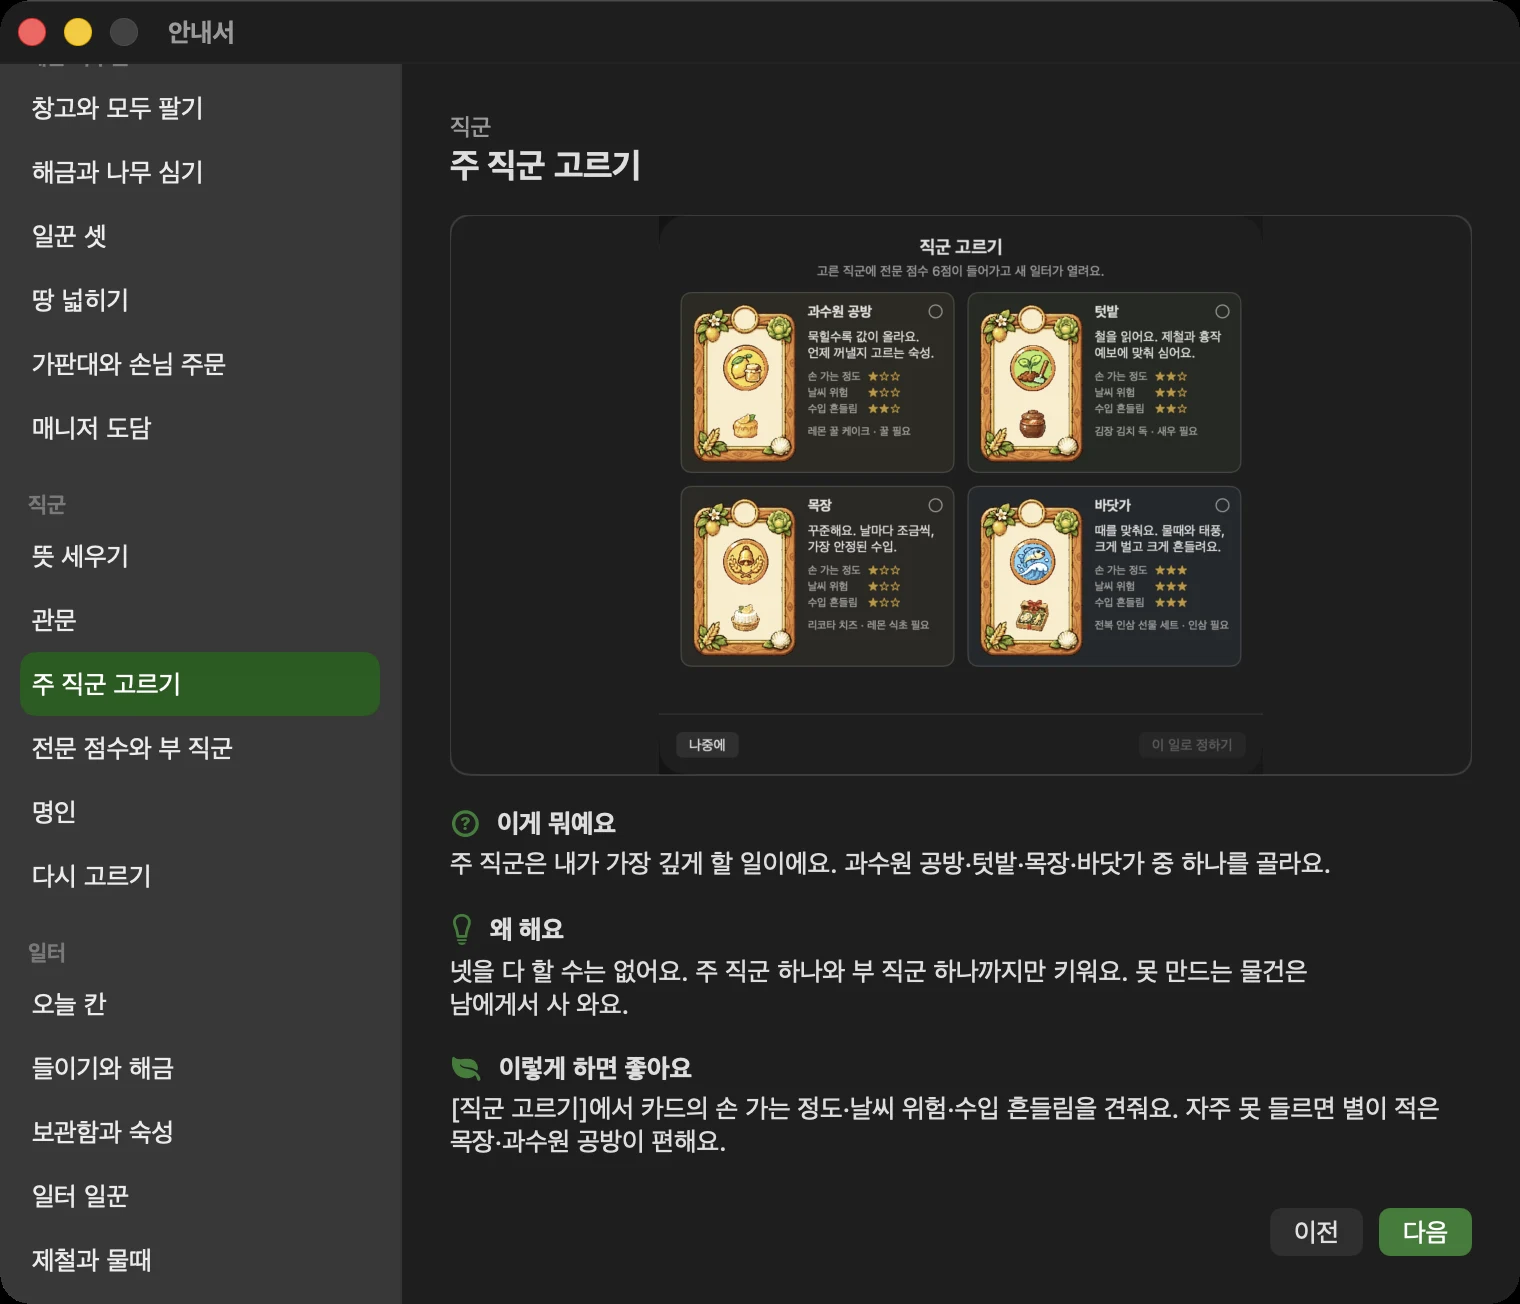 안내서
창고와 모두 팔기
해금과 나무 심기
일꾼 셋
땅 넓히기
가판대와 손님 주문
매니저 도담
직군
뜻 세우기
관문
주 직군 고르기
전문 점수와 부 직군
명인
다시 고르기
일터
오늘 칸
들이기와 해금
보관함과 숙성
일터 일꾼
제철과 물때
직군
주 직군 고르기
직군 고르기
고른 직군에 전문 점수 6점이 들어가고 새 일터가 열려요.
과수원 공방
묵힐수록 값이 올라요.
언제 꺼낼지 고르는 숙성.
손 가는 정도 ★☆☆
날씨 위험 ★☆☆
수입 흔들림 ★★☆
레몬 꿀 케이크 · 꿀 필요
텃밭
철을 읽어요. 제철과 흉작
예보에 맞춰 심어요.
손 가는 정도 ★★☆
날씨 위험 ★★☆
수입 흔들림 ★★☆
김장 김치 독 · 새우 필요
목장
꾸준해요. 날마다 조금씩,
가장 안정된 수입.
손 가는 정도 ★☆☆
날씨 위험 ★☆☆
수입 흔들림 ★☆☆
리코타 치즈 · 레몬 식초 필요
바닷가
때를 맞춰요. 물때와 태풍,
크게 벌고 크게 흔들려요.
손 가는 정도 ★★★
날씨 위험 ★★★
수입 흔들림 ★★★
전복 인삼 선물 세트 · 인삼 필요
나중에
이 일로 정하기
이게 뭐예요
주 직군은 내가 가장 깊게 할 일이에요. 과수원 공방·텃밭·목장·바닷가 중 하나를 골라요.
왜 해요
넷을 다 할 수는 없어요. 주 직군 하나와 부 직군 하나까지만 키워요. 못 만드는 물건은
남에게서 사 와요.
이렇게 하면 좋아요
[직군 고르기]에서 카드의 손 가는 정도·날씨 위험·수입 흔들림을 견줘요. 자주 못 들르면 별이 적은
목장·과수원 공방이 편해요.
이전
다음